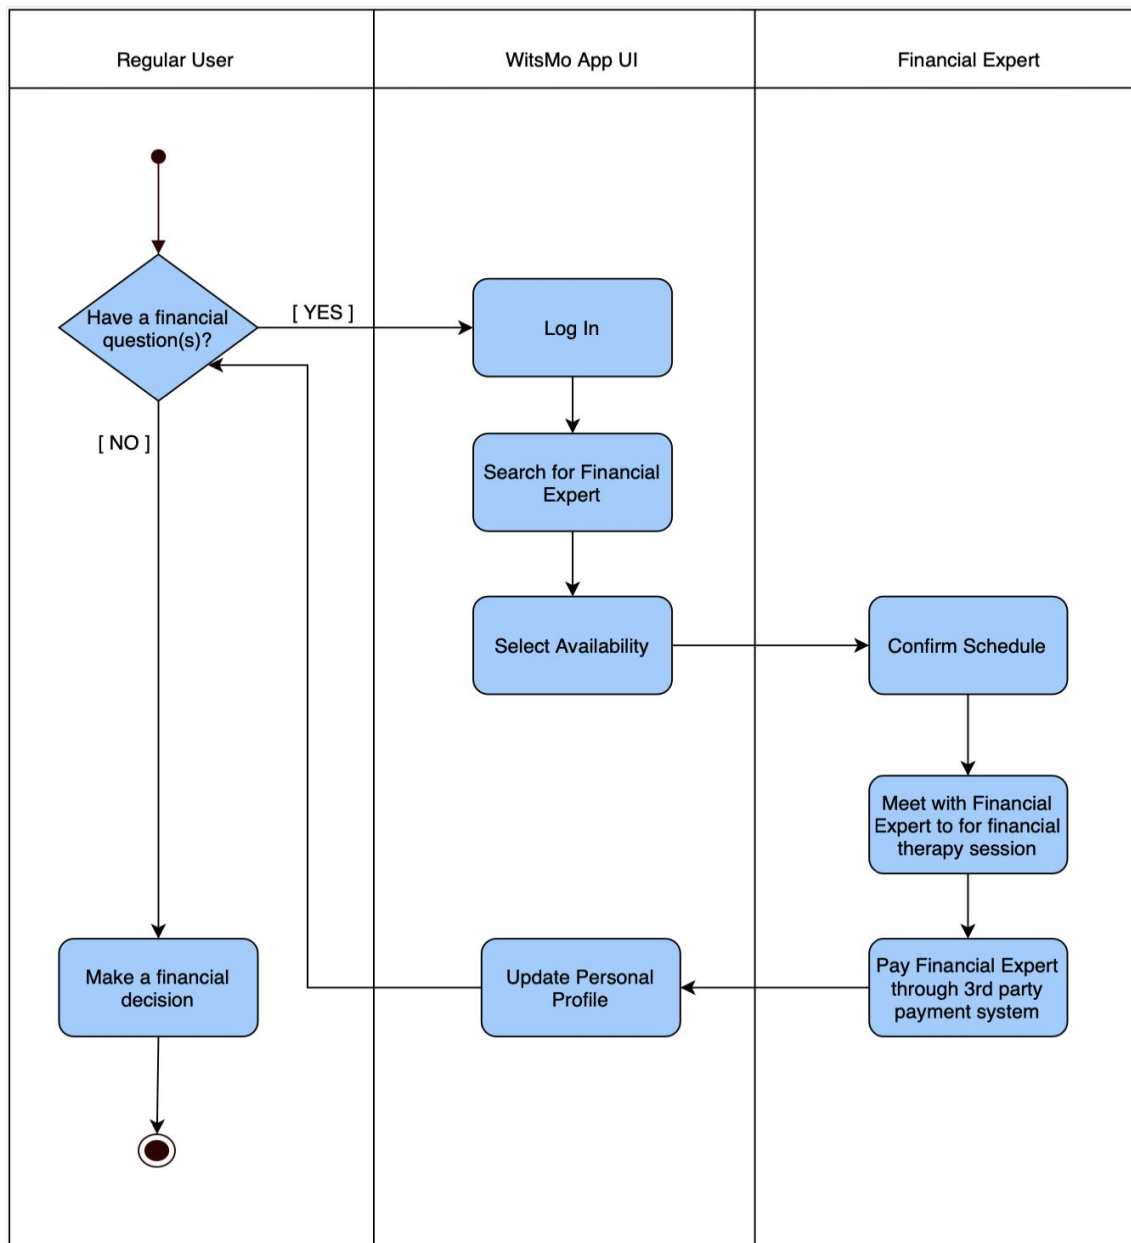 Regular User
WitsMo App UI
Financial Expert
Have a financial
question(s)?
[ YES ]
Log In
[ NO ]
Search for Financial
Expert
Select Availability
Confirm Schedule
Meet with Financial
Expert to for financial
therapy session
Make a financial
decision
Update Personal
Profile
Pay Financial Expert
through 3rd party
payment system